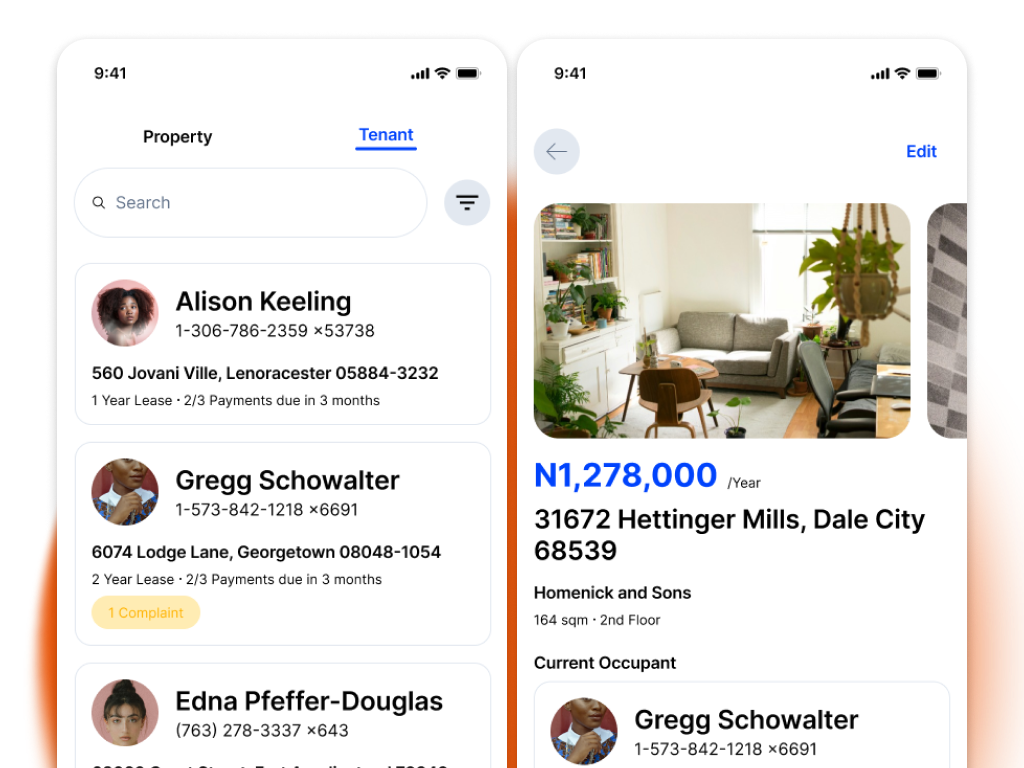 9:41
Property
Tenant
Search
Alison Keeling
1-306-786-2359 ×53738
560 Jovani Ville, Lenoracester 05884-3232
1 Year Lease · 2/3 Payments due in 3 months
Gregg Schowalter
1-573-842-1218 ×6691
6074 Lodge Lane, Georgetown 08048-1054
2 Year Lease · 2/3 Payments due in 3 months
1 Complaint
Edna Pfeffer-Douglas
(763) 278-3337 ×643
9:41
Edit
N1,278,000 /Year
31672 Hettinger Mills, Dale City
68539
Homenick and Sons
164 sqm · 2nd Floor
Current Occupant
Gregg Schowalter
1-573-842-1218 ×6691